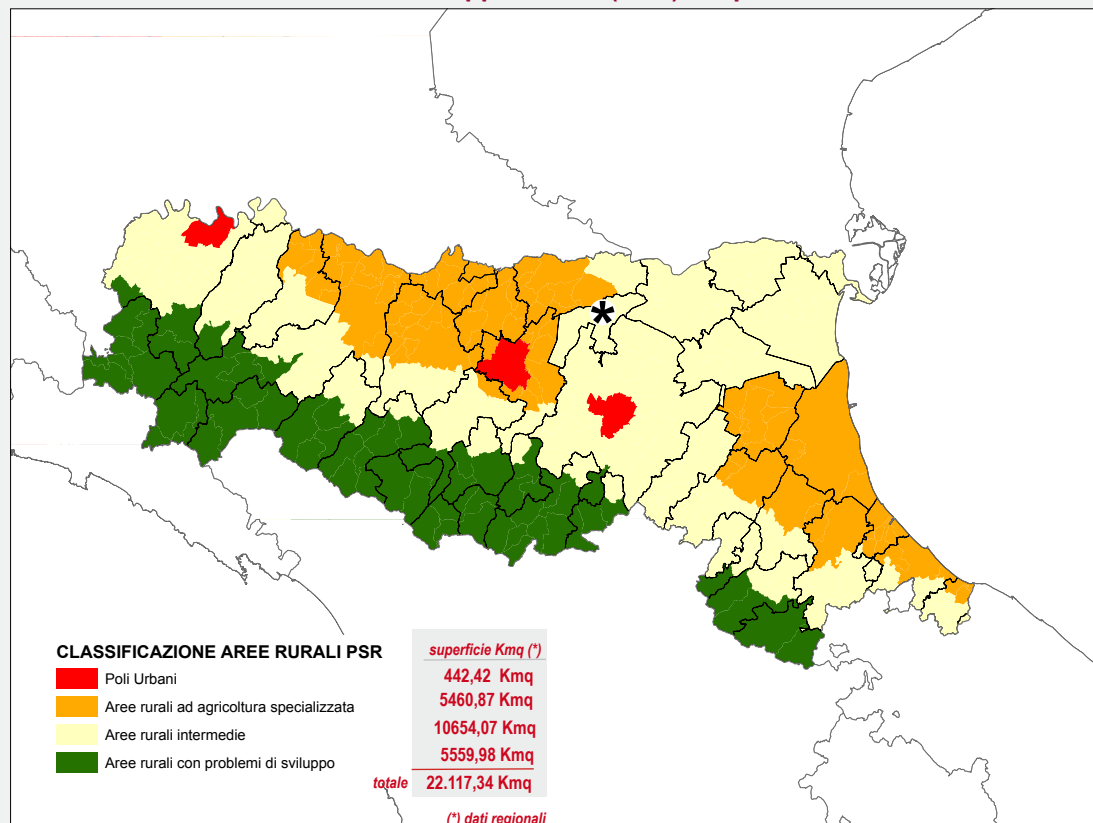 *
CLASSIFICAZIONE AREE RURALI PSR
superficie Kmq (*)
Poli Urbani
442,42 Kmq
Aree rurali ad agricoltura specializzata
5460,87 Kmq
Aree rurali intermedie
10654,07 Kmq
Aree rurali con problemi di sviluppo
5559,98 Kmq
totale 22.117,34 Kmq
(*) dati regionali